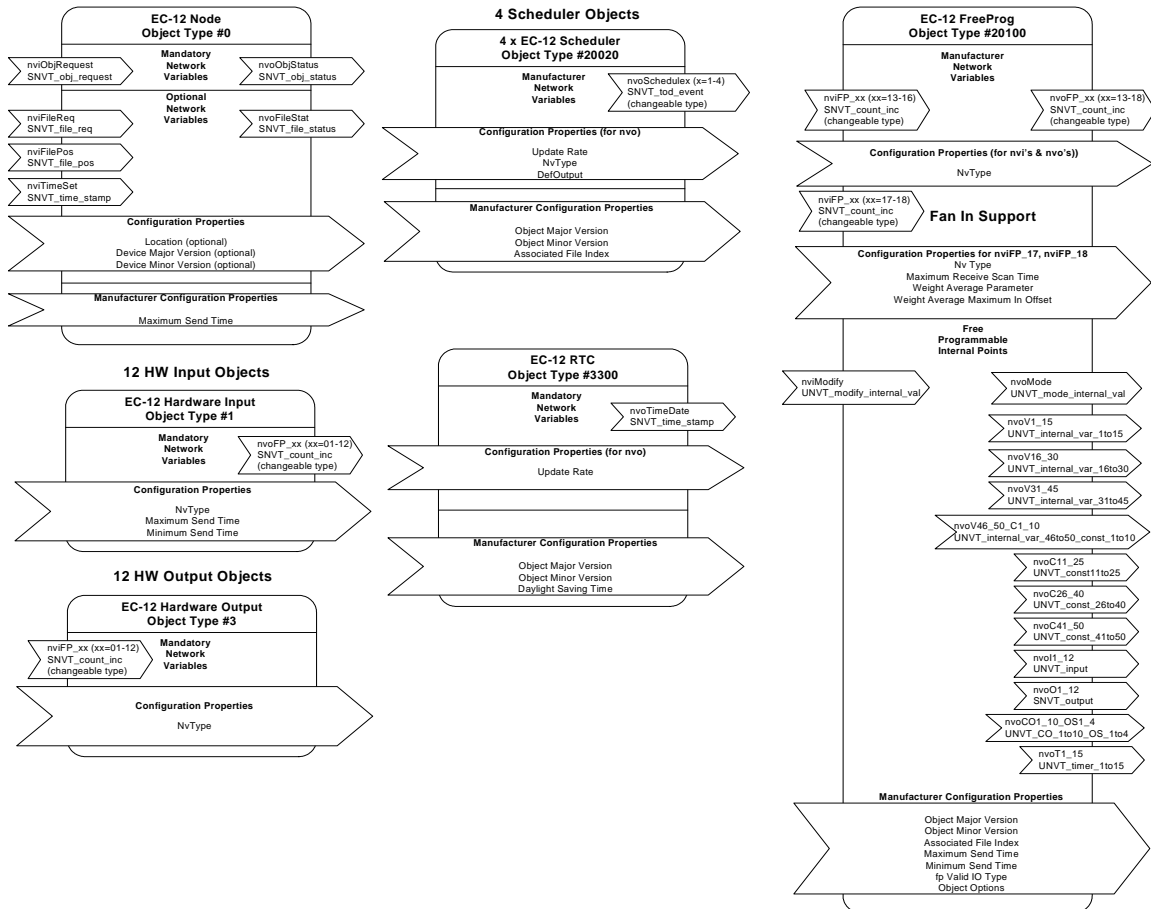 EC-12 Node
Object Type #0
Mandatory
Network
Variables
nviObjRequest
SNVT_obj_request
nvoObjStatus
SNVT_obj_status
Optional
Network
Variables
nviFileReq
SNVT_file_req
nvoFileStat
SNVT_file_status
nviFilePos
SNVT_file_pos
nviTimeSet
SNVT_time_stamp
Configuration Properties
Location (optional)
Device Major Version (optional)
Device Minor Version (optional)
Manufacturer Configuration Properties
Maximum Send Time
12 HW Input Objects
EC-12 Hardware Input
Object Type #1
Mandatory
Network
Variables
nvoFP_xx (xx=01-12)
SNVT_count_inc
(changeable type)
Configuration Properties
NvType
Maximum Send Time
Minimum Send Time
12 HW Output Objects
EC-12 Hardware Output
Object Type #3
nviFP_xx (xx=01-12)
SNVT_count_inc
(changeable type)
Mandatory
Network
Variables
Configuration Properties
NvType
4 Scheduler Objects
4 x EC-12 Scheduler
Object Type #20020
Manufacturer
Network
Variables
nvoSchedulex (x=1-4)
SNVT_tod_event
(changeable type)
Configuration Properties (for nvo)
Update Rate
NvType
DefOutput
Manufacturer Configuration Properties
Object Major Version
Object Minor Version
Associated File Index
EC-12 RTC
Object Type #3300
Mandatory
Network
Variables
nvoTimeDate
SNVT_time_stamp
Configuration Properties (for nvo)
Update Rate
Manufacturer Configuration Properties
Object Major Version
Object Minor Version
Daylight Saving Time
EC-12 FreeProg
Object Type #20100
Manufacturer
Network
Variables
nviFP_xx (xx=13-16)
SNVT_count_inc
(changeable type)
nvoFP_xx (xx=13-18)
SNVT_count_inc
(changeable type)
Configuration Properties (for nvi's & nvo's))
NvType
nviFP_xx (xx=17-18)
SNVT_count_inc
(changeable type)
Fan In Support
Configuration Properties for nviFP_17, nviFP_18
Nv Type
Maximum Receive Scan Time
Weight Average Parameter
Weight Average Maximum In Offset
Free
Programmable
Internal Points
nviModify
UNVT_modify_internal_val
nvoMode
UNVT_mode_internal_val
nvoV1_15
UNVT_internal_var_1to15
nvoV16_30
UNVT_internal_var_16to30
nvoV31_45
UNVT_internal_var_31to45
nvoV46_50_C1_10
UNVT_internal_var_46to50_const_1to10
nvoC11_25
UNVT_const11to25
nvoC26_40
UNVT_const_26to40
nvoC41_50
UNVT_const_41to50
nvoI1_12
UNVT_input
nvoO1_12
SNVT_output
nvoCO1_10_OS1_4
UNVT_CO_1to10_OS_1to4
nvoT1_15
UNVT_timer_1to15
Manufacturer Configuration Properties
Object Major Version
Object Minor Version
Associated File Index
Maximum Send Time
Minimum Send Time
fp Valid IO Type
Object Options